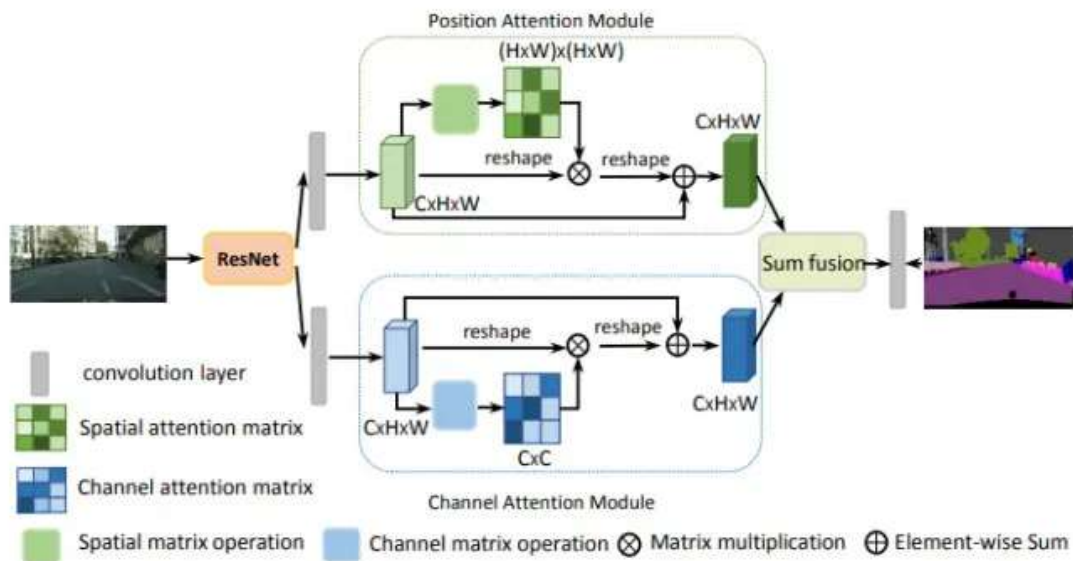 Position Attention Module
(HxW)x(HxW)
CxHxW
reshape
reshape
CxHxW
ResNet
Sum fusion
reshape
reshape
convolution layer
CxHxW
CxHxW
Spatial attention matrix
CxC
Channel attention matrix
Channel Attention Module
Spatial matrix operation
Channel matrix operation
Matrix multiplication
Element-wise Sum